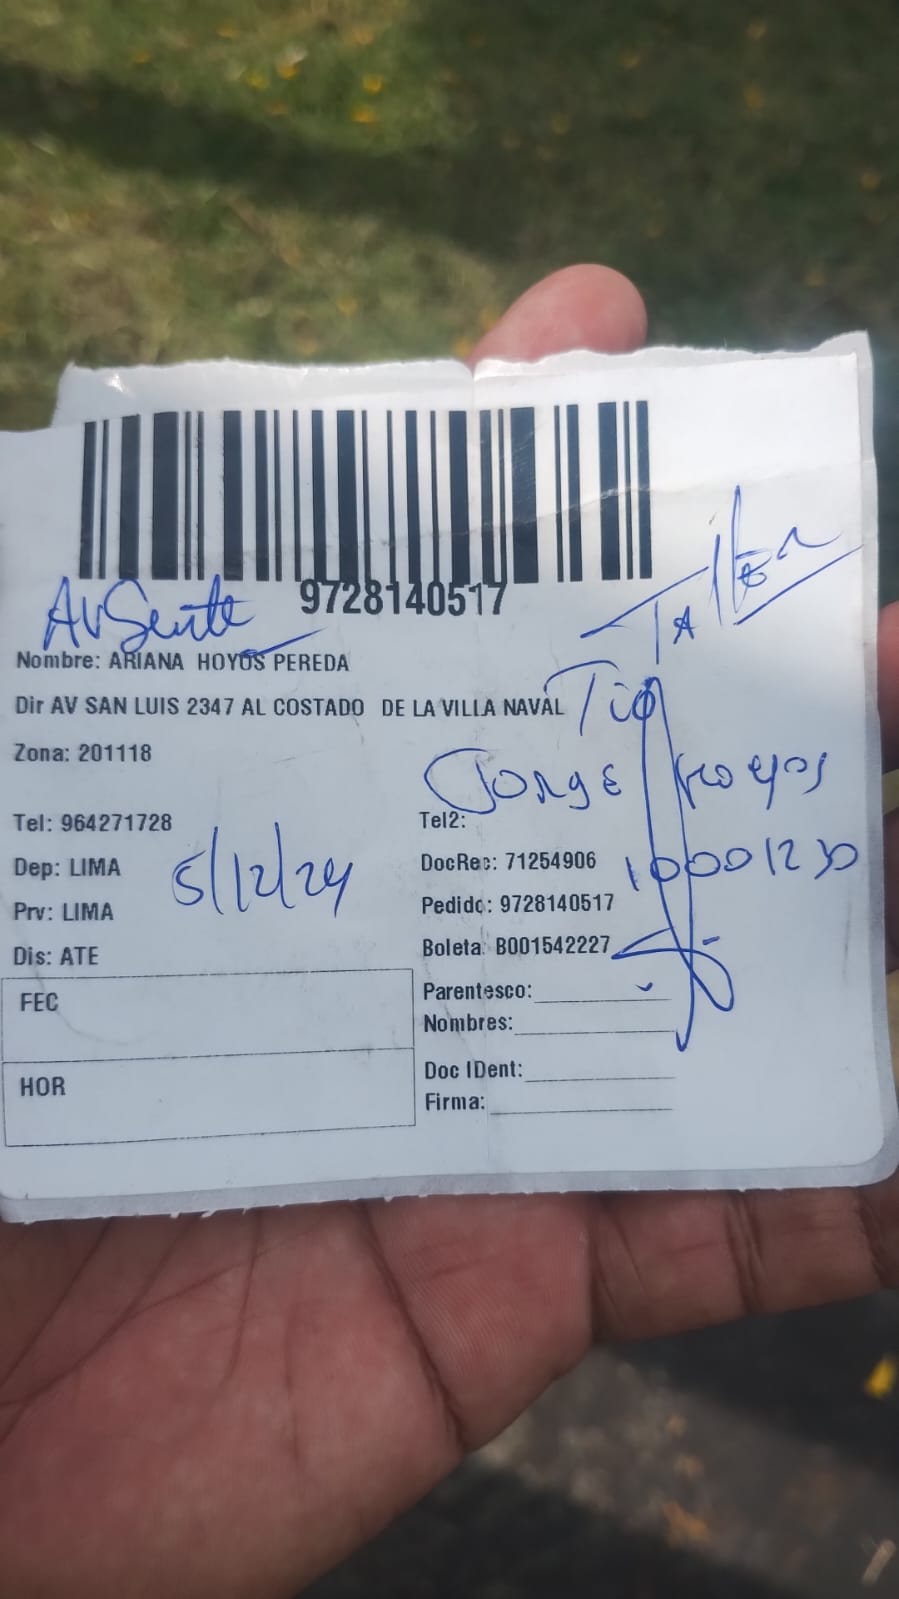 9728140517
AUSente
Taller
Nombre: ARIANA HOYOS PEREDA
Dir AV SAN LUIS 2347 AL COSTADO DE LA VILLA NAVAL
Tio
Zona: 201118
Jorge Hoyos
Tel: 964271728
Tel2:
Dep: LIMA
5/12/24
DocRec: 71254906
10001230
Prv: LIMA
Pedido: 9728140517
Dis: ATE
Boleta: B001542227
FEC
Parentesco:
Nombres:
HOR
Doc IDent:
Firma: